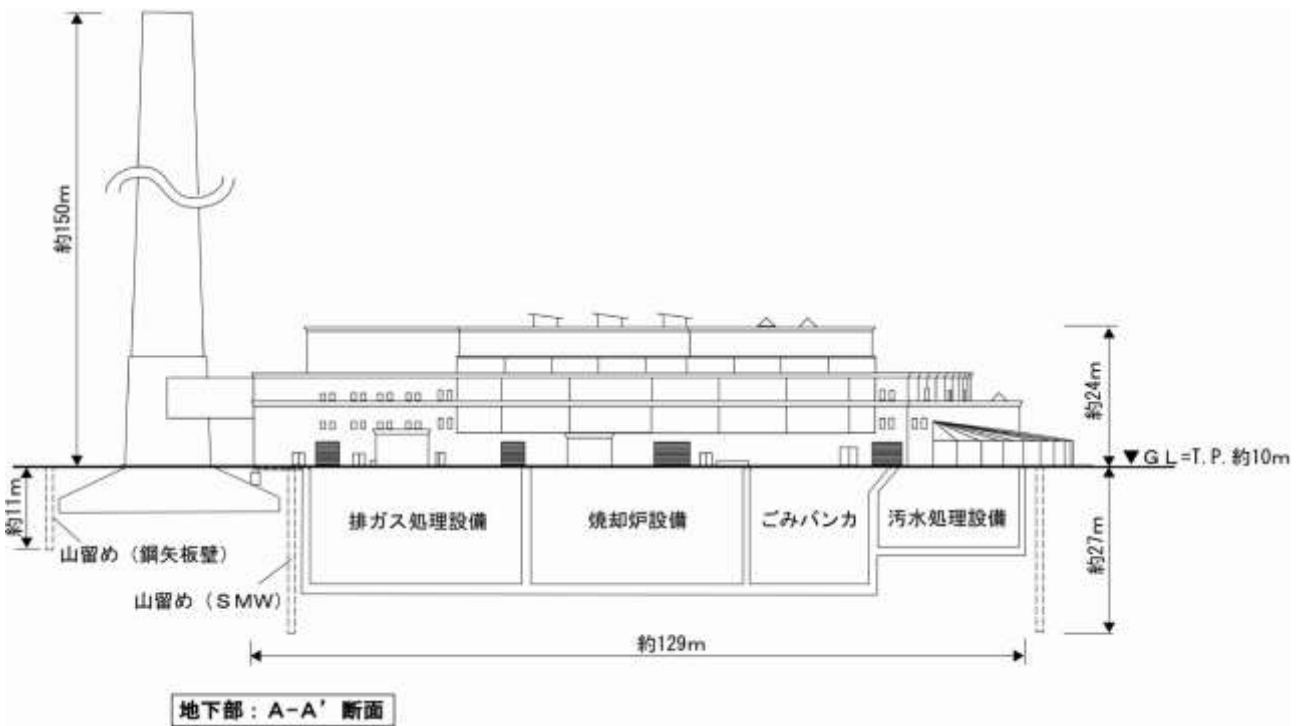 約150m
約24m
▼GL=T.P.約10m
約11m
排ガス処理設備
焼却炉設備
ごみバンカ
汚水処理設備
山留め（鋼矢板壁）
約27m
山留め（SMW）
約129m
地下部：A-A’断面